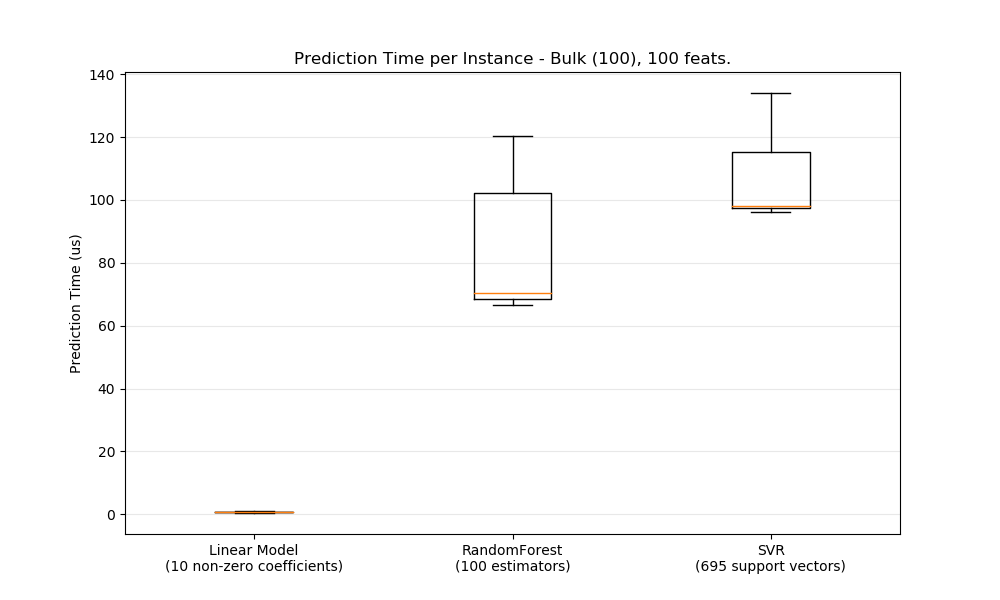 Prediction Time per Instance - Bulk (100), 100 feats.
Prediction Time (us)
140
120
100
80
60
40
20
0
Linear Model
(10 non-zero coefficients)
RandomForest
(100 estimators)
SVR
(695 support vectors)